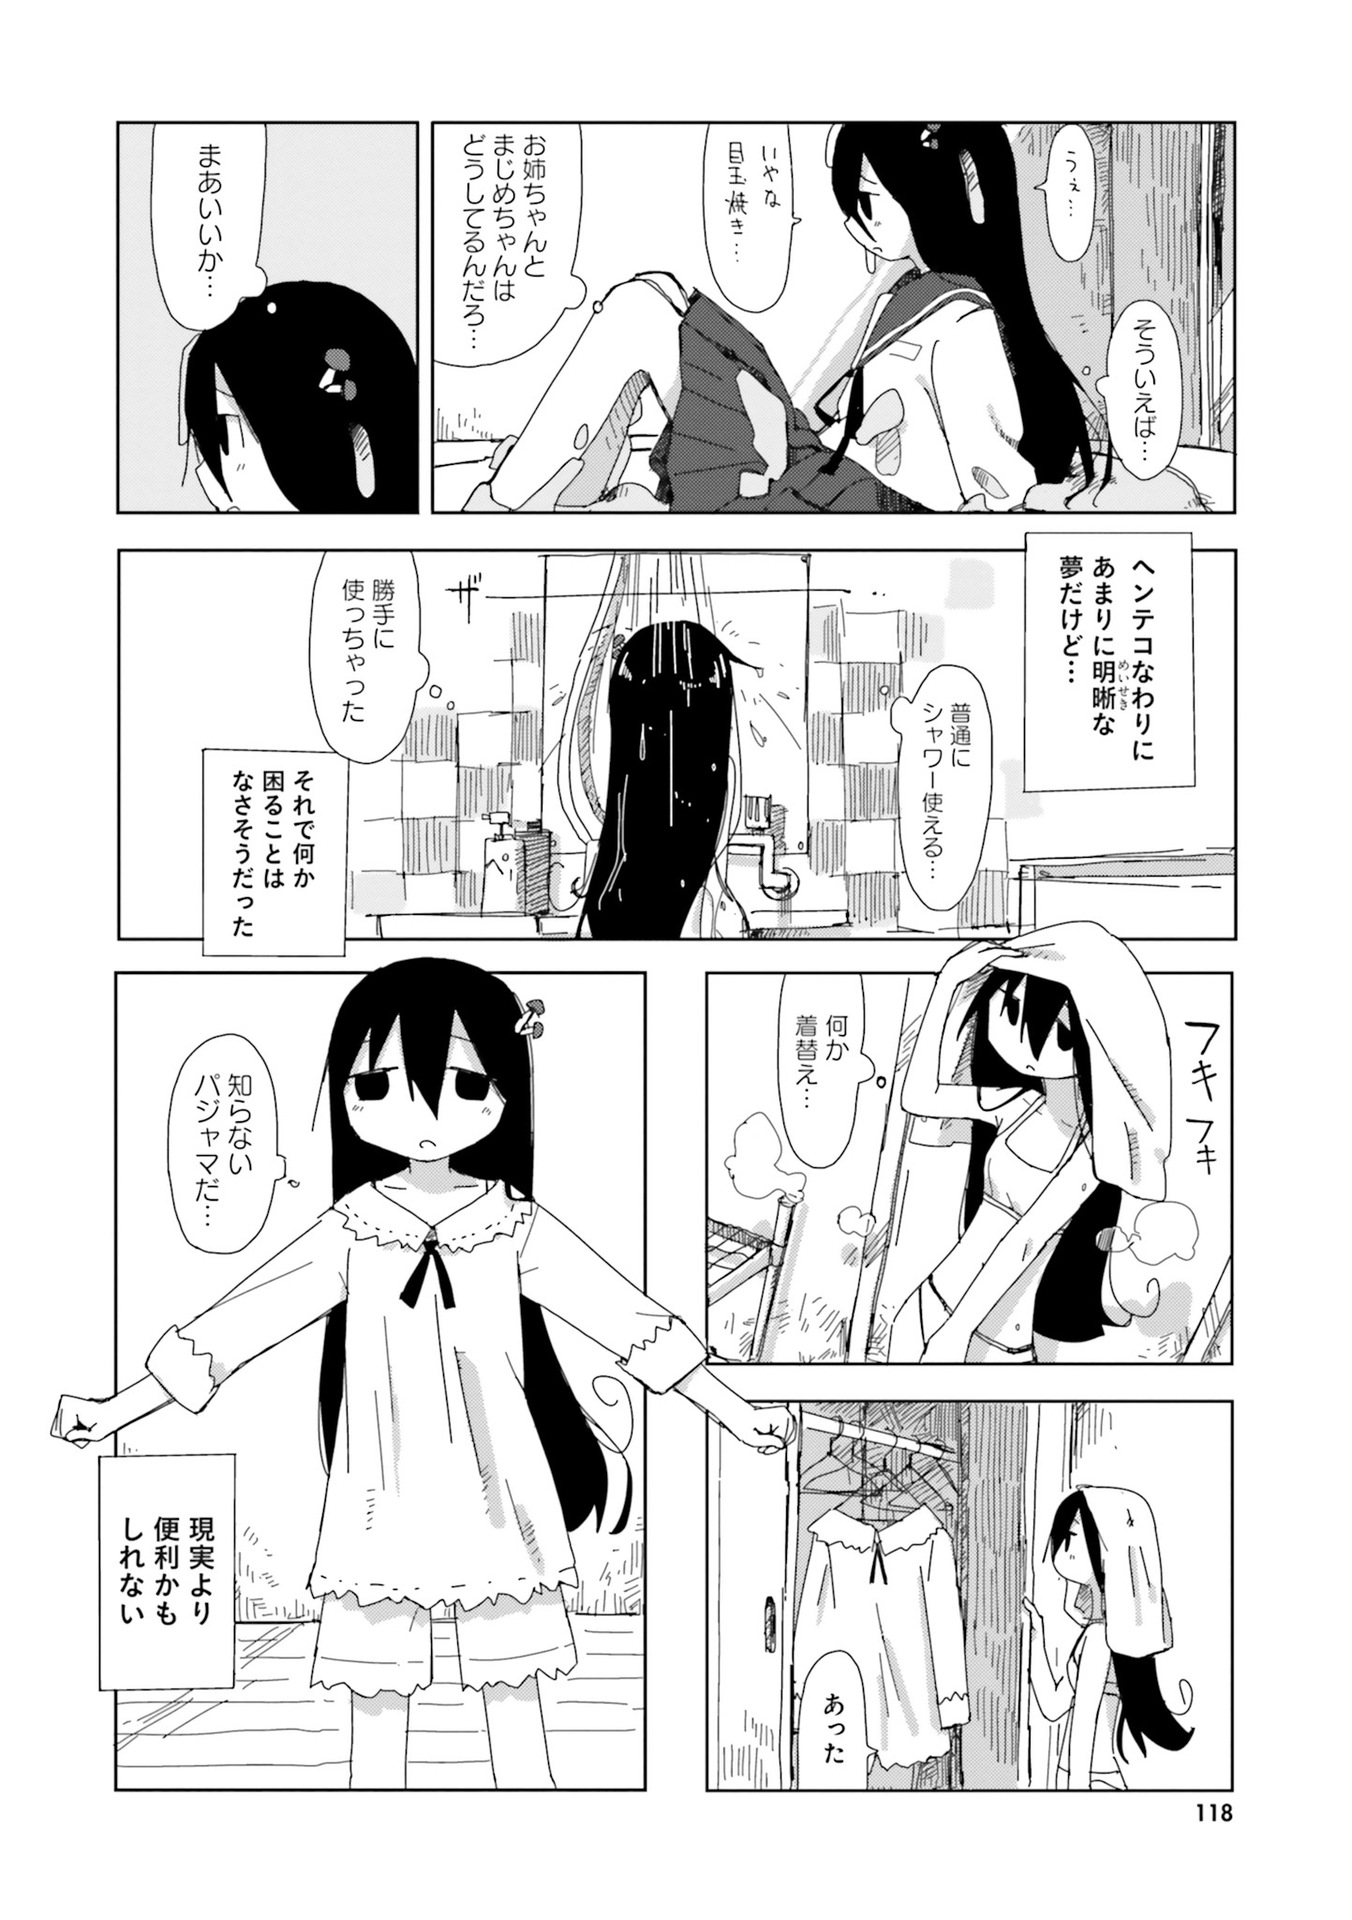 うぇ…
そういえば…
いやな
目玉焼き…
お姉ちゃんと
まじめちゃんは
どうしてるんだろ…
まあいいか…
ヘンテコなわりに
あまりに明晰な
めいせき
夢だけど…
普通に
シャワー使える…
ザ
勝手に
使っちゃった
それで何か
困ることは
なさそうだった
フキ
フキ
何か
着替え…
あった
知らない
パジャマだ…
現実より
便利かも
しれない
118